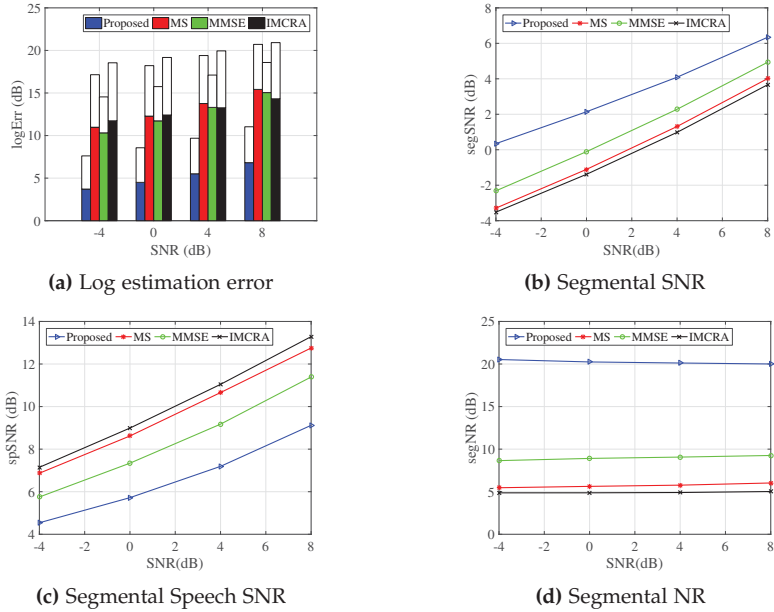 Proposed MS MMSE IMCRA
25
20
15
10
5
0
logErr (dB)
-4 0 4 8
SNR (dB)
(a) Log estimation error
8
6
4
2
0
-2
-4
segSNR (dB)
Proposed MS MMSE IMCRA
-4 -2 0 2 4 6 8
SNR(dB)
(b) Segmental SNR
14
12
10
8
6
4
spSNR (dB)
Proposed MS MMSE IMCRA
-4 -2 0 2 4 6 8
SNR(dB)
(c) Segmental Speech SNR
25
20
15
10
5
0
segNR (dB)
Proposed MS MMSE IMCRA
-4 -2 0 2 4 6 8
SNR(dB)
(d) Segmental NR